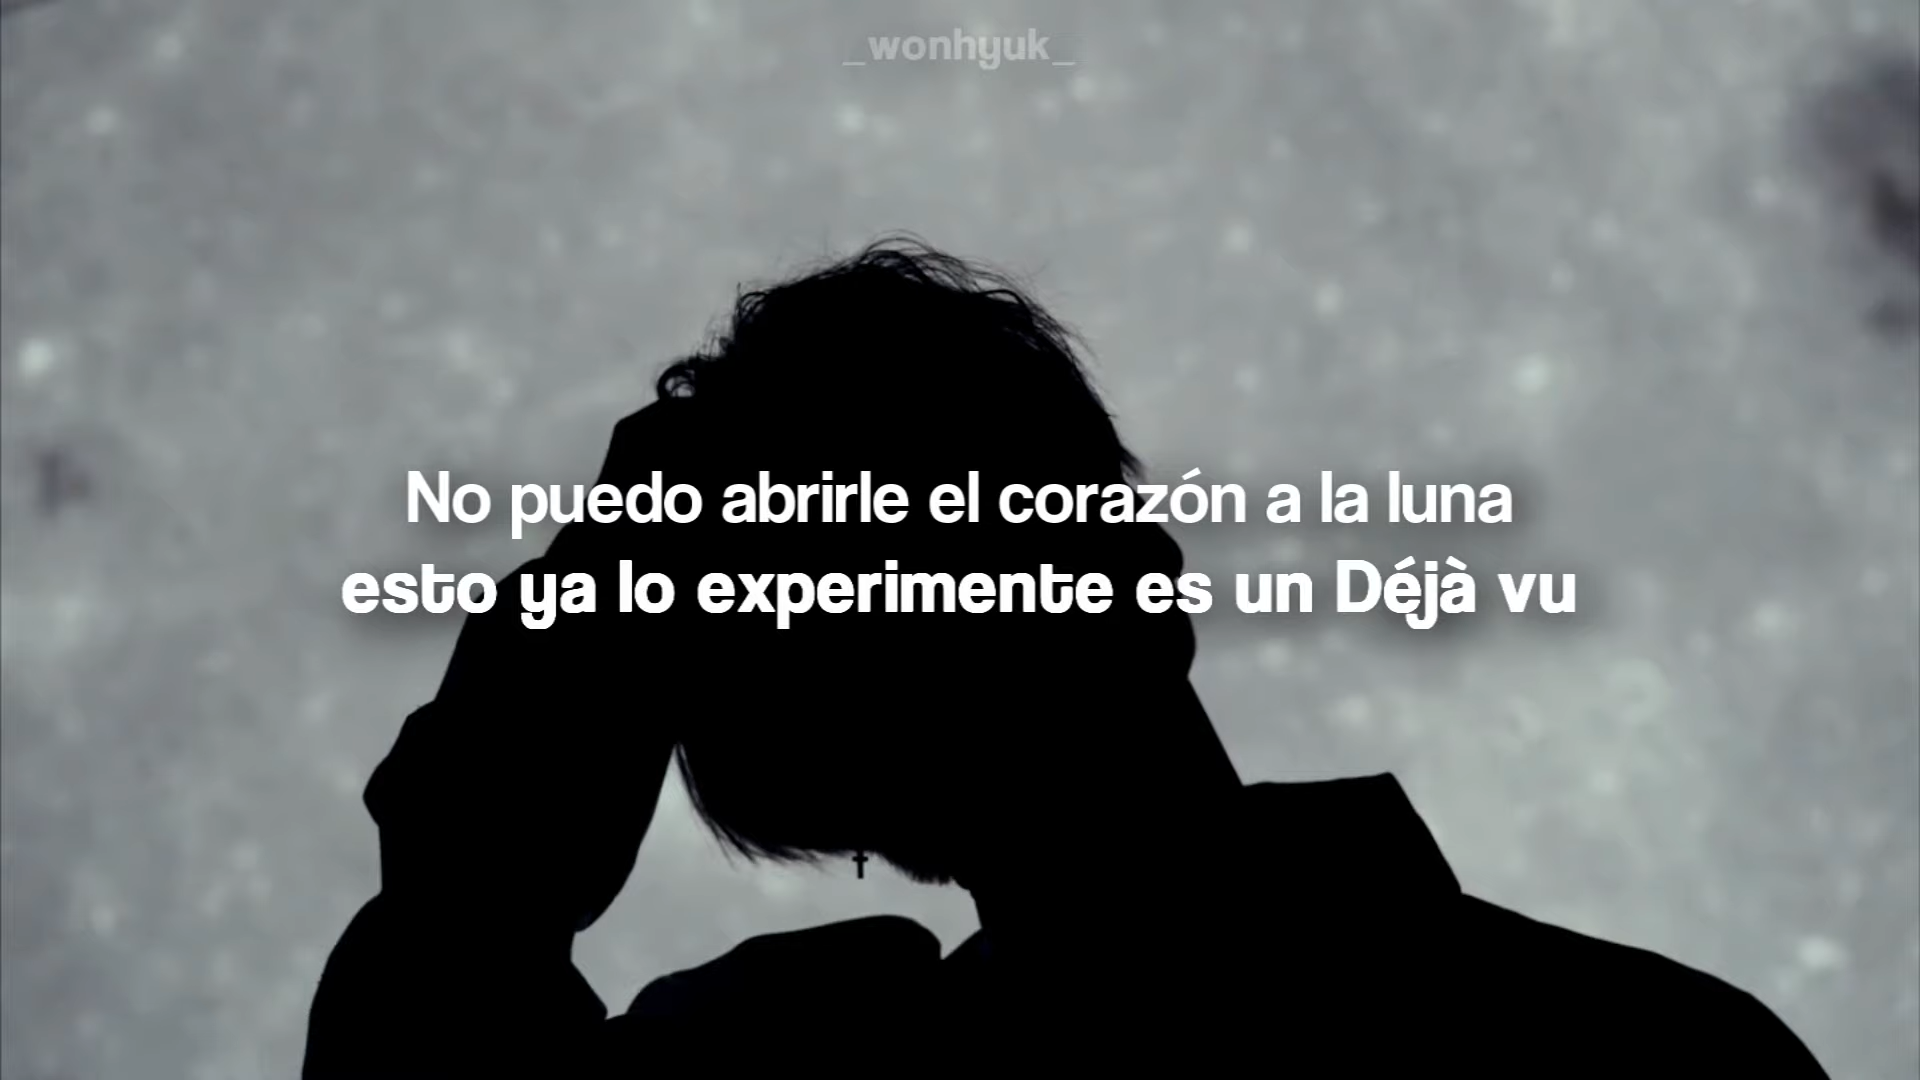 _wonhyuk_
No puedo abrirle el corazón a la luna
esto ya lo experimente es un Déjà vu